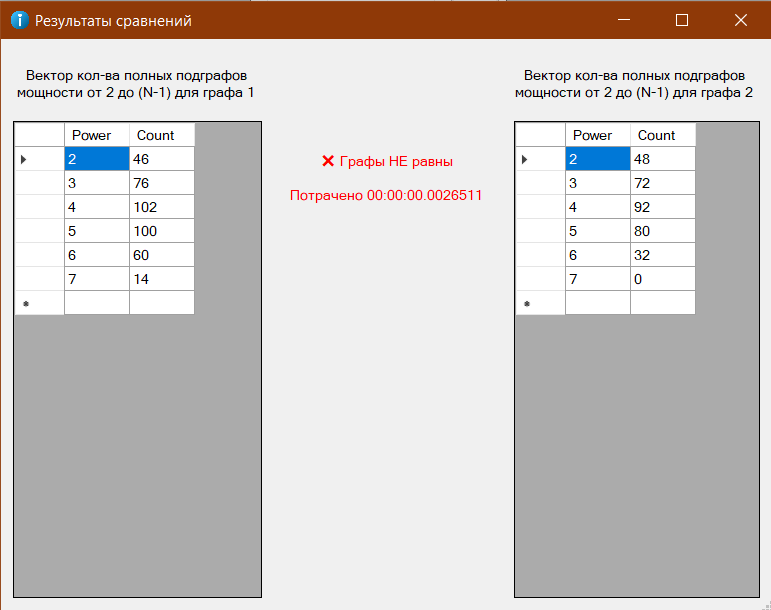 Результаты сравнений
Вектор кол-ва полных подграфов
мощности от 2 до (N-1) для графа 1
Power Count
2 46
3 76
4 102
5 100
6 60
7 14
❌ Графы НЕ равны
Потрачено 00:00:00.0026511
Вектор кол-ва полных подграфов
мощности от 2 до (N-1) для графа 2
Power Count
2 48
3 72
4 92
5 80
6 32
7 0